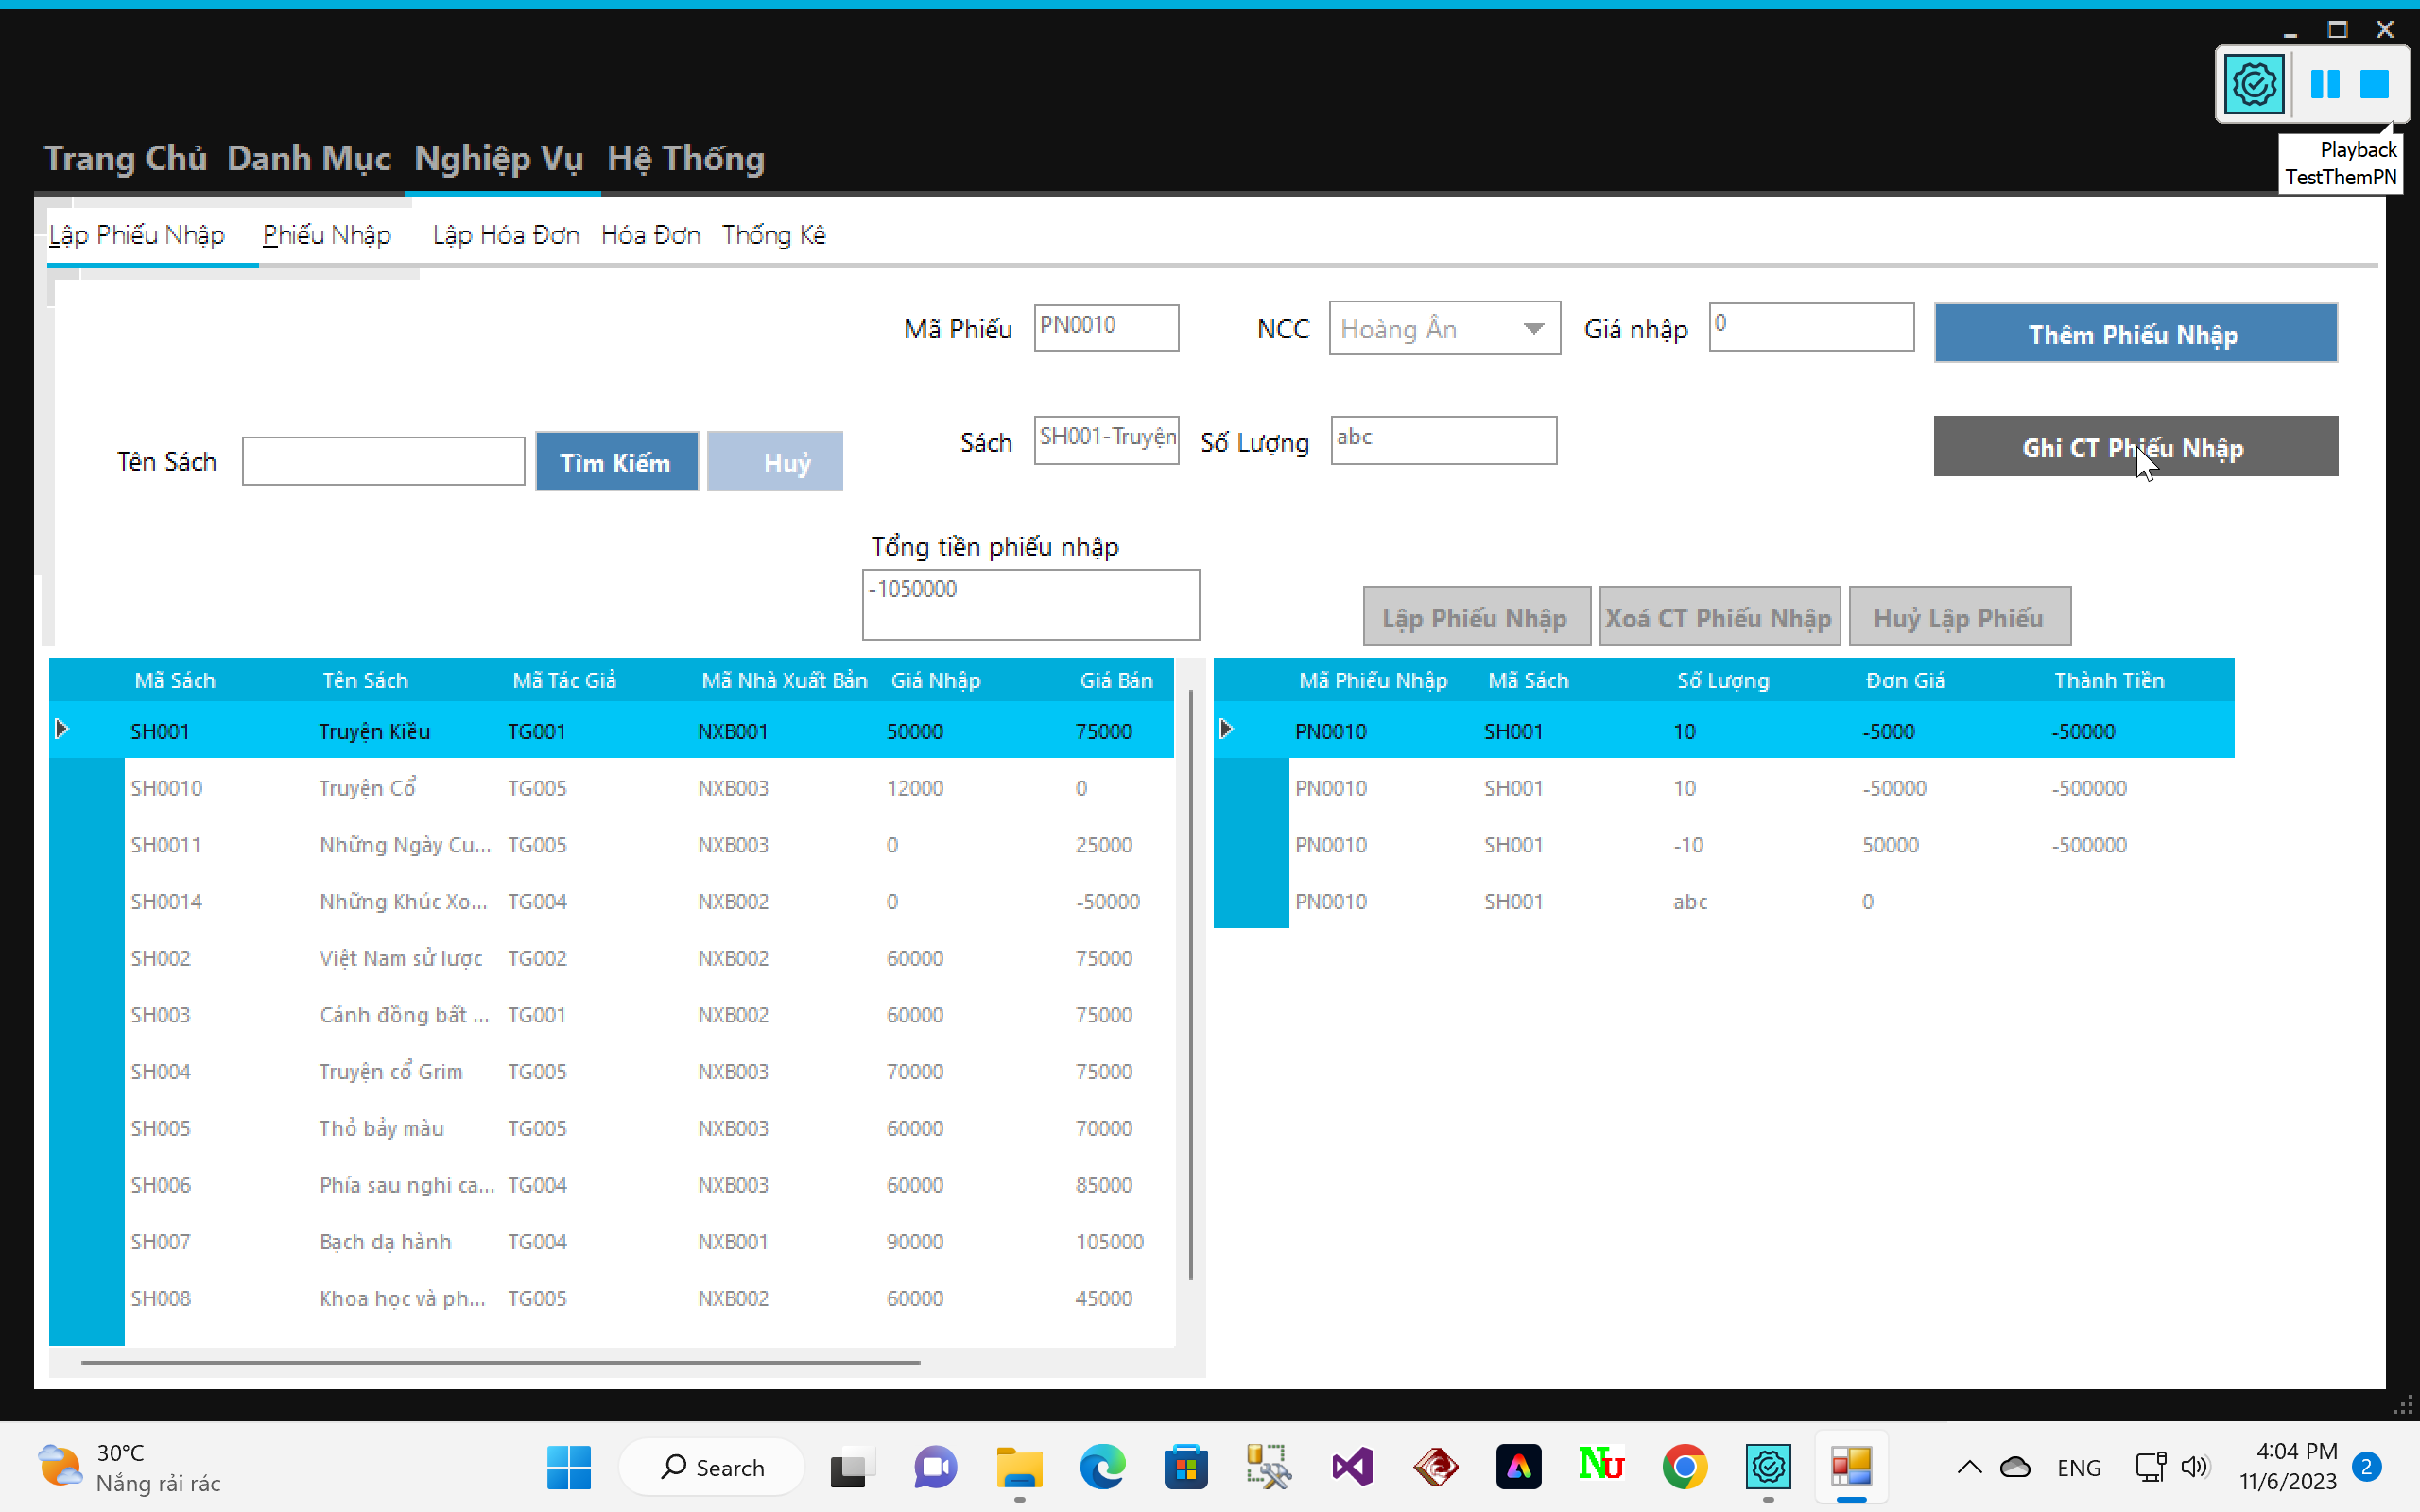 Playback
TestThemPN
Trang Chủ Danh Mục Nghiệp Vụ Hệ Thống
Lập Phiếu Nhập Phiếu Nhập Lập Hóa Đơn Hóa Đơn Thống Kê
Mã Phiếu PN0010 NCC Hoàng Ân Giá nhập 0 Thêm Phiếu Nhập
Sách SH001-Truyện Số Lượng abc Ghi CT Phiếu Nhập
Tên Sách Tìm Kiếm Huỷ
Tổng tiền phiếu nhập
-1050000
Lập Phiếu Nhập Xoá CT Phiếu Nhập Huỷ Lập Phiếu
Mã Sách Tên Sách Mã Tác Giả Mã Nhà Xuất Bản Giá Nhập Giá Bán
SH001 Truyện Kiều TG001 NXB001 50000 75000
SH0010 Truyện Cổ TG005 NXB003 12000 0
SH0011 Những Ngày Cu... TG005 NXB003 0 25000
SH0014 Những Khúc Xo... TG004 NXB002 0 -50000
SH002 Việt Nam sử lược TG002 NXB002 60000 75000
SH003 Cánh đồng bất ... TG001 NXB002 60000 75000
SH004 Truyện cổ Grim TG005 NXB003 70000 75000
SH005 Thỏ bảy màu TG005 NXB003 60000 70000
SH006 Phía sau nghi ca... TG004 NXB003 60000 85000
SH007 Bạch dạ hành TG004 NXB001 90000 105000
SH008 Khoa học và ph... TG005 NXB002 60000 45000
Mã Phiếu Nhập Mã Sách Số Lượng Đơn Giá Thành Tiền
PN0010 SH001 10 -5000 -50000
PN0010 SH001 10 -50000 -500000
PN0010 SH001 -10 50000 -500000
PN0010 SH001 abc 0
30°C
Nắng rải rác
Search
NU
ENG
4:04 PM
11/6/2023
2